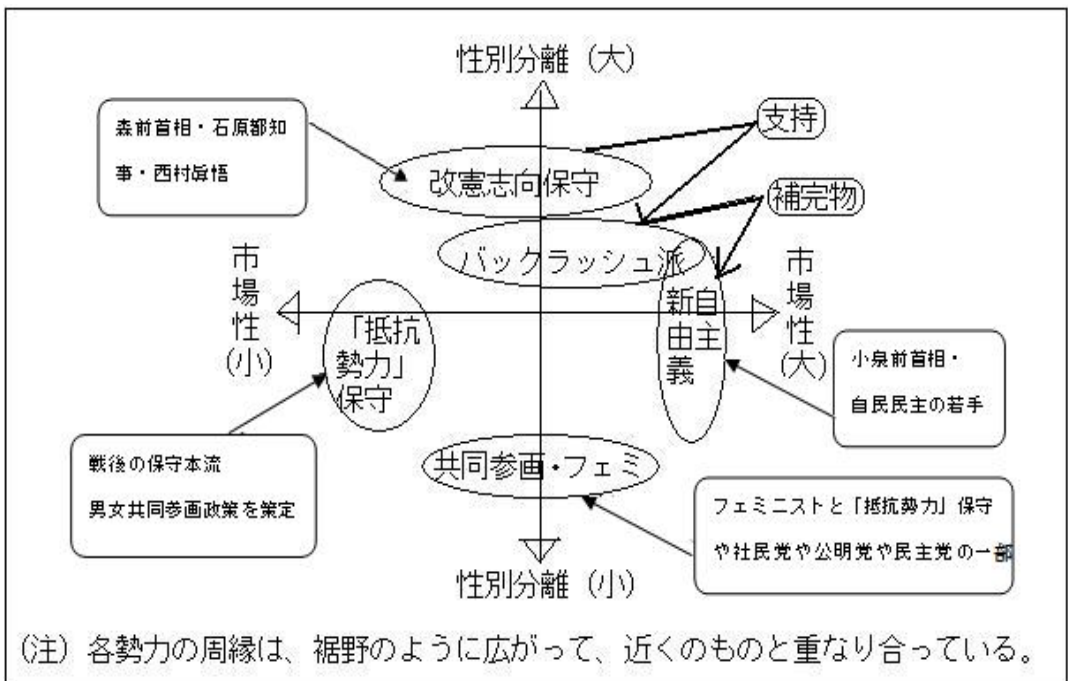 性別分離（大）
森前首相・石原都知
事・西村眞悟
支持
改憲志向保守
補完物
バックラッシュ派
市場性(小)
市場性(大)
「抵抗
勢力」
保守
新自由主義
小泉前首相・
自民民主の若手
戦後の保守本流
男女共同参画政策を策定
共同参画・フェミ
フェミニストと「抵抗勢力」保守
や社民党や公明党や民主党の一部
性別分離（小）
(注）各勢力の周縁は、裾野のように広がって、近くのものと重なり合っている。